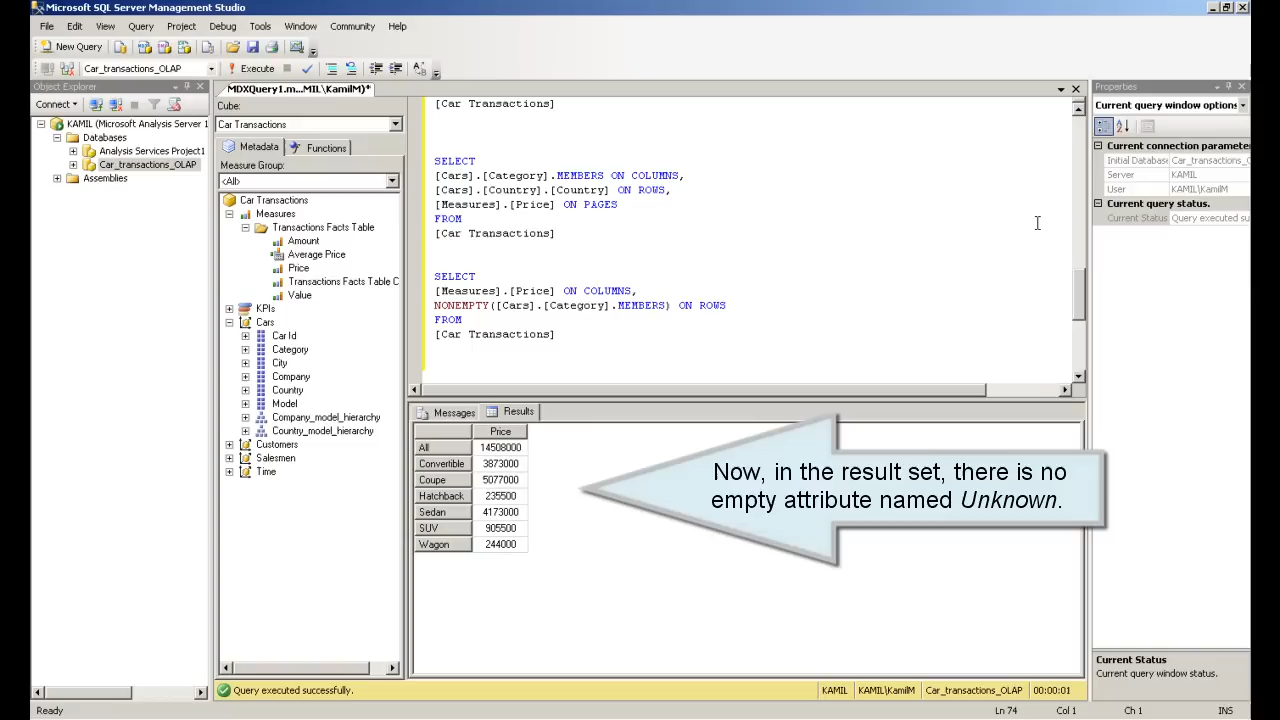 Microsoft SQL Server Management Studio
File Edit View Query Project Debug Tools Window Community Help
New Query
Car_transactions_OLAP Execute
Object Explorer
Connect
KAMIL (Microsoft Analysis Server 1
Databases
Analysis Services Project1
Car_transactions_OLAP
Assemblies
MDXQuery1.m...MIL\KamilM)*
Cube:
Car Transactions
Metadata Functions
Measure Group:
<All>
Car Transactions
Measures
Transactions Facts Table
Amount
Average Price
Price
Transactions Facts Table C
Value
KPIs
Cars
Car Id
Category
City
Company
Country
Model
Company_model_hierarchy
Country_model_hierarchy
Customers
Salesmen
Time
[Car Transactions]
SELECT
[Cars].[Category].MEMBERS ON COLUMNS,
[Cars].[Country].[Country] ON ROWS,
[Measures].[Price] ON PAGES
FROM
[Car Transactions]
SELECT
[Measures].[Price] ON COLUMNS,
NONEMPTY([Cars].[Category].MEMBERS) ON ROWS
FROM
[Car Transactions]
Messages Results
Price
All 14508000
Convertible 3873000
Coupe 5077000
Hatchback 235500
Sedan 4173000
SUV 905500
Wagon 244000
Now, in the result set, there is no
empty attribute named Unknown.
Properties
Current query window options
Current connection parameter
Initial Database Car_transactions_O
Server KAMIL
User KAMIL\KamilM
Current query status.
Current Status Query executed su
Current Status
Current query window status.
Query executed successfully. KAMIL KAMIL\KamilM Car_transactions_OLAP 00:00:01
Ready Ln 74 Col 1 Ch 1 INS